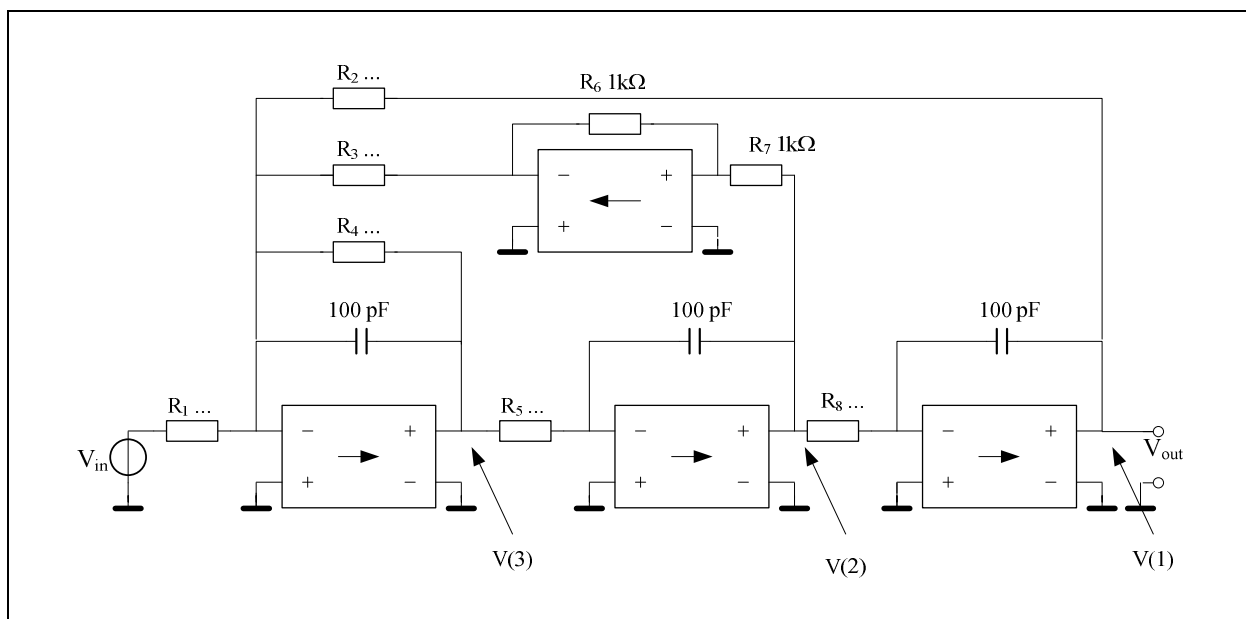 R2 ...
R6 1kΩ
R3 ...
R7 1kΩ
− +
+ −
R4 ...
100 pF
100 pF
100 pF
R1 ...
R5 ...
R8 ...
− +
− +
− +
Vin
Vout
+ −
+ −
+ −
V(3)
V(2)
V(1)